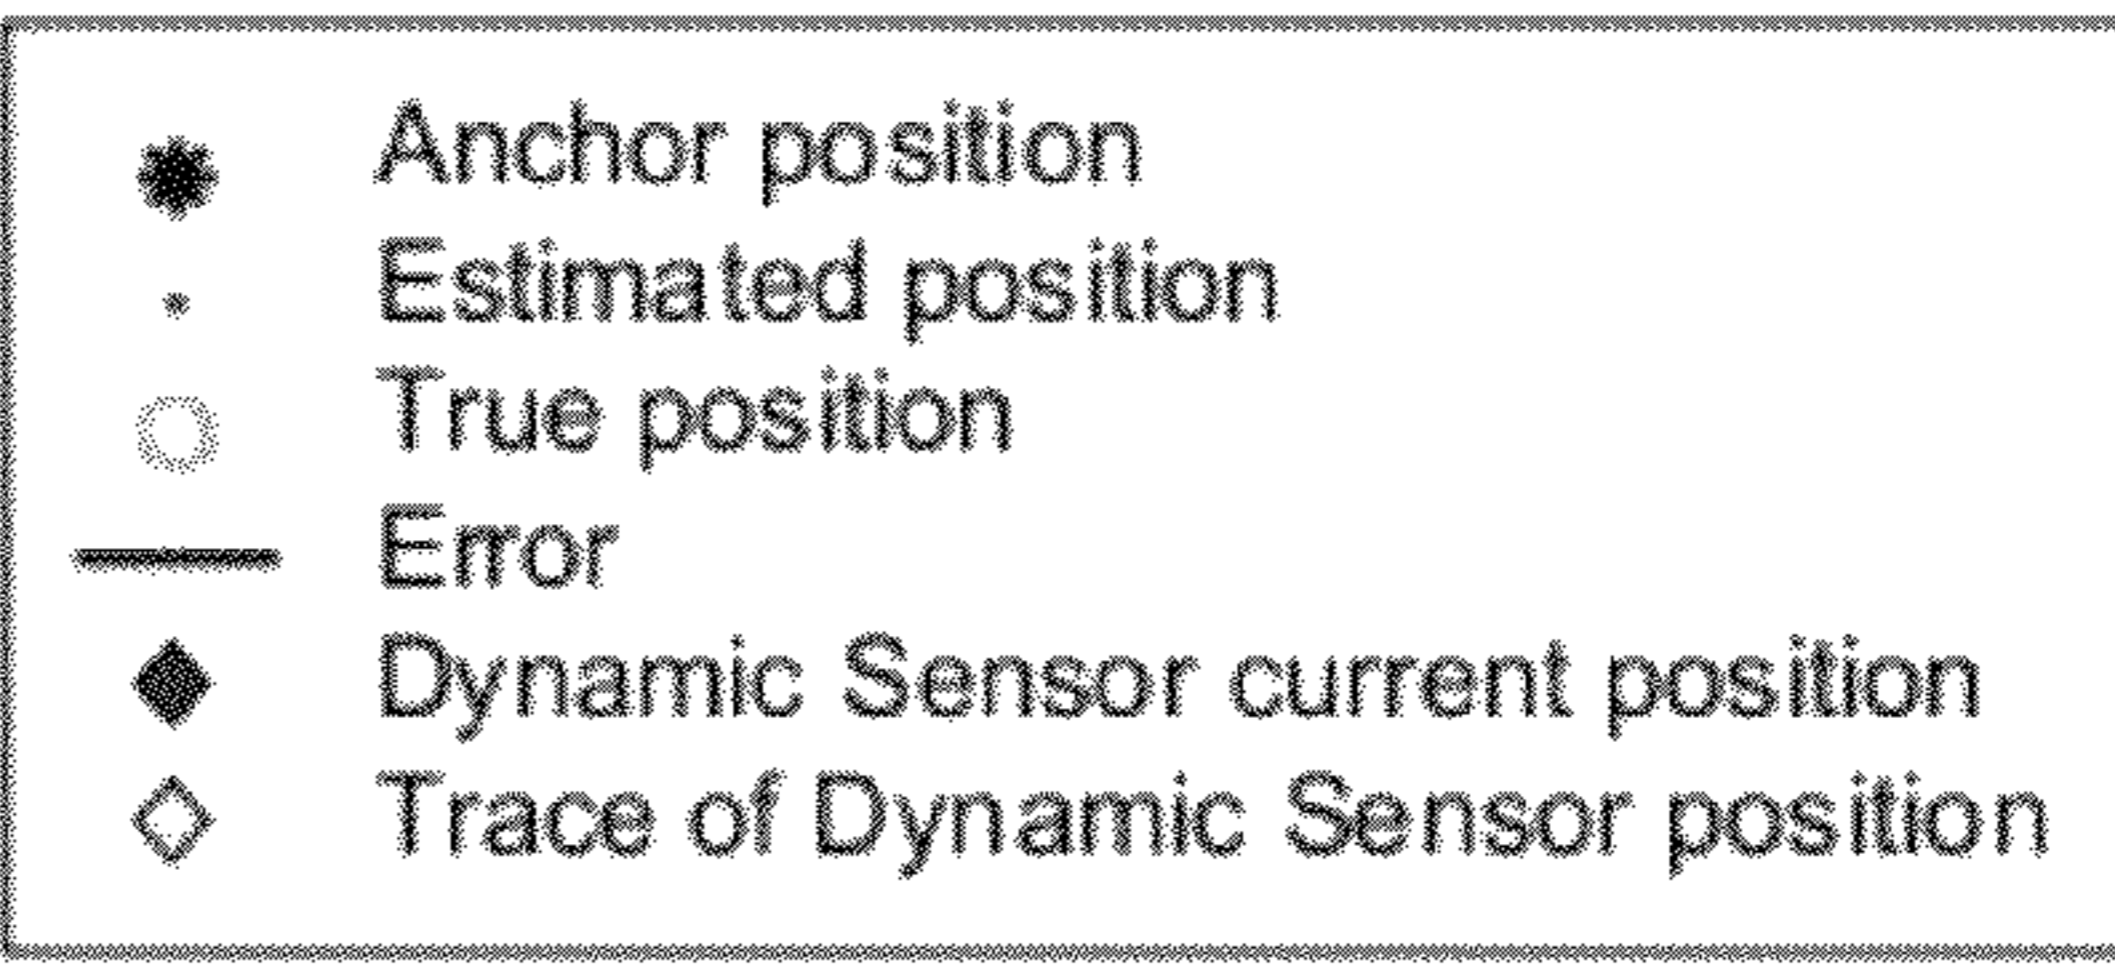 Anchor position
Estimated position
True position
Error
Dynamic Sensor current position
Trace of Dynamic Sensor position